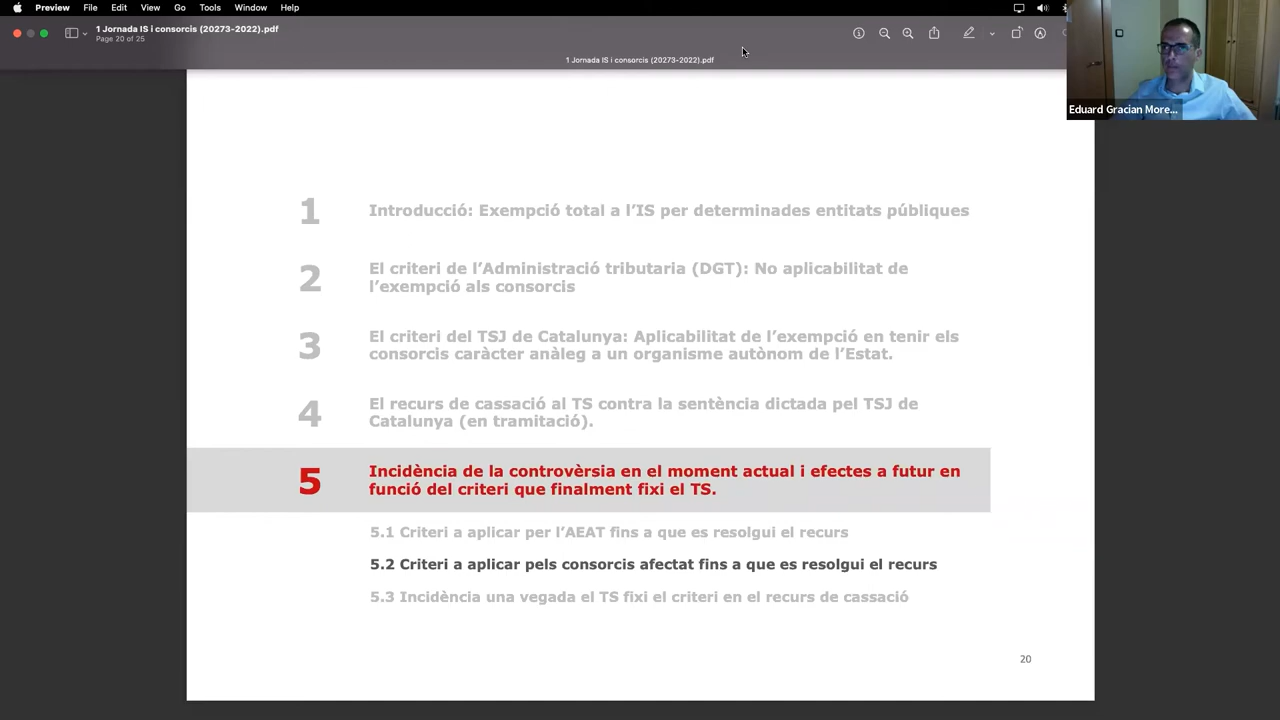 Preview File Edit View Go Tools Window Help
1 Jornada IS i consorcis (20273-2022).pdf
Page 20 of 25
1 Jornada IS i consorcis (20273-2022).pdf
Eduard Gracian More...
1 Introducció: Exempció total a l’IS per determinades entitats públiques
2 El criteri de l’Administració tributaria (DGT): No aplicabilitat de
l’exempció als consorcis
3 El criteri del TSJ de Catalunya: Aplicabilitat de l’exempció en tenir els
consorcis caràcter anàleg a un organisme autònom de l’Estat.
4 El recurs de cassació al TS contra la sentència dictada pel TSJ de
Catalunya (en tramitació).
5 Incidència de la controvèrsia en el moment actual i efectes a futur en
funció del criteri que finalment fixi el TS.
5.1 Criteri a aplicar per l’AEAT fins a que es resolgui el recurs
5.2 Criteri a aplicar pels consorcis afectat fins a que es resolgui el recurs
5.3 Incidència una vegada el TS fixi el criteri en el recurs de cassació
20